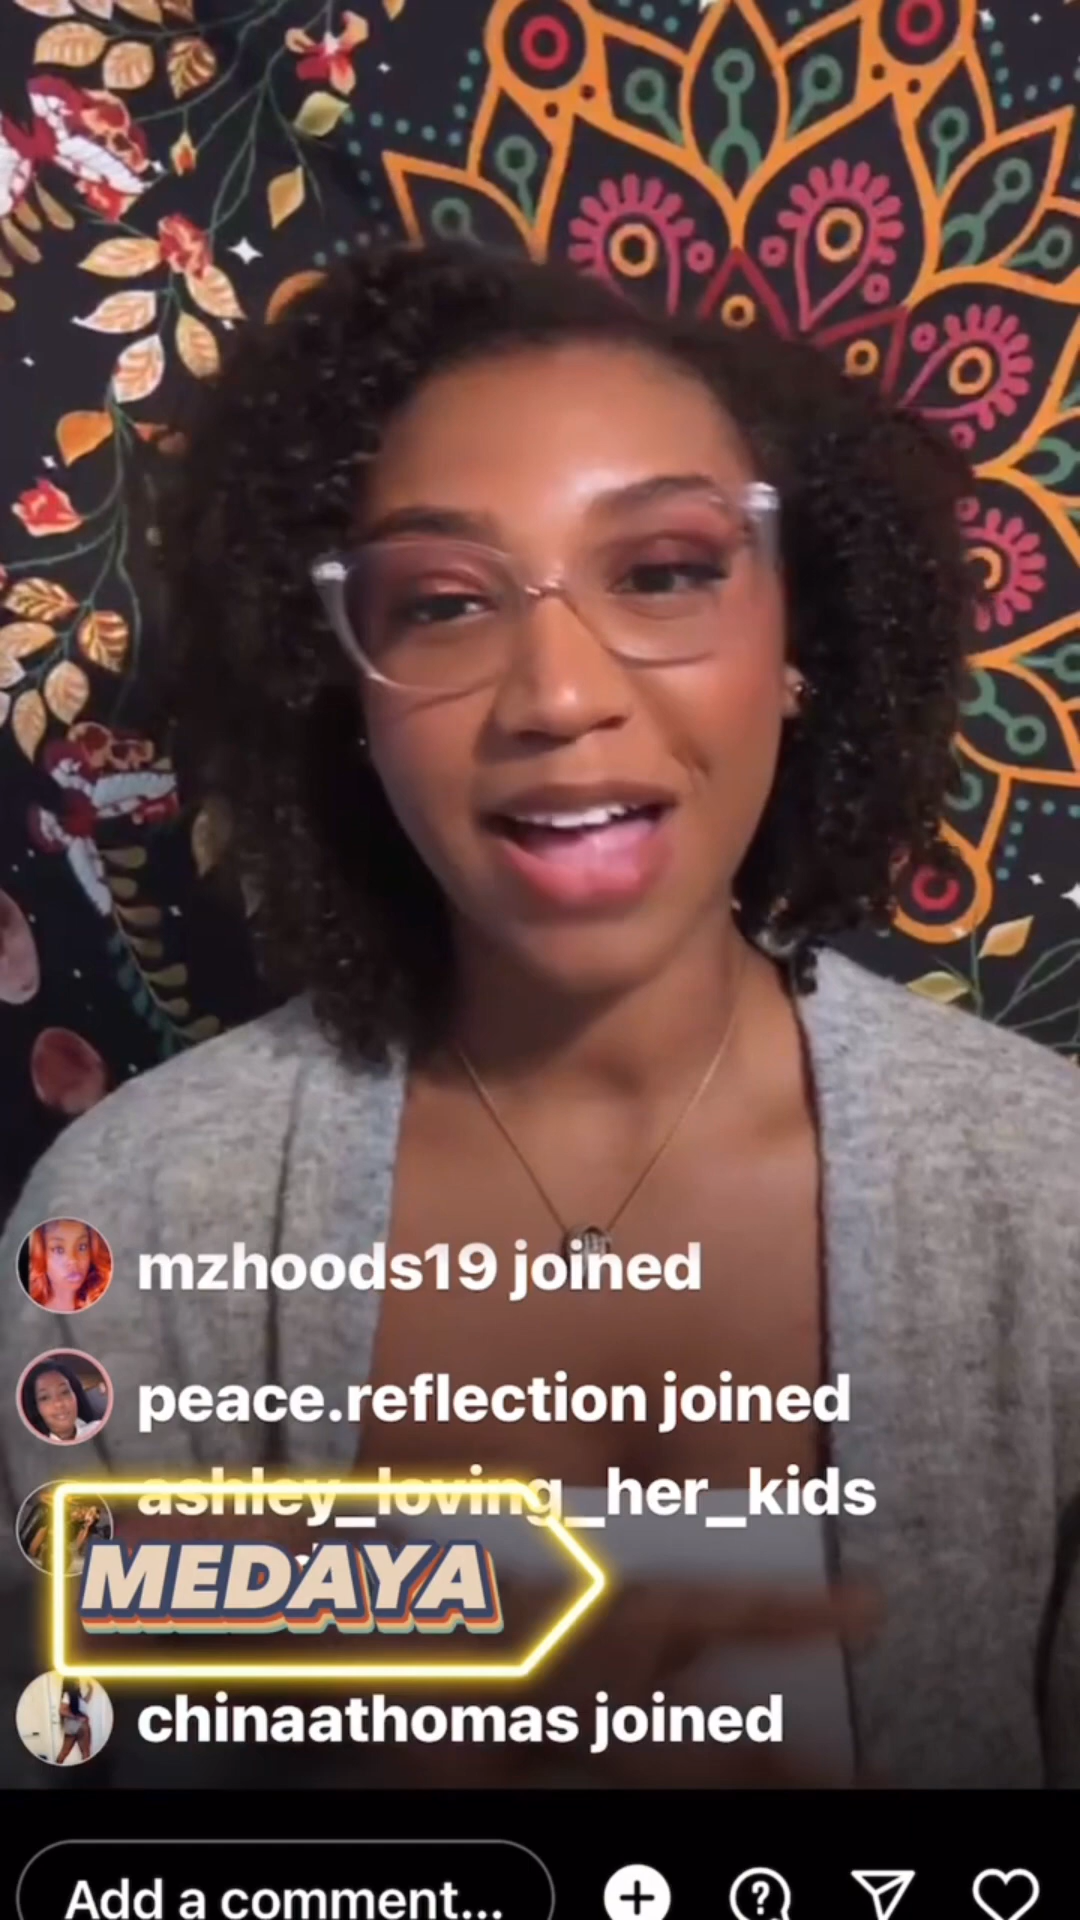 mzhoods19 joined
peace.reflection joined
ashley_loving_her_kids
MEDAYA
chinaathomas joined
Add a comment...